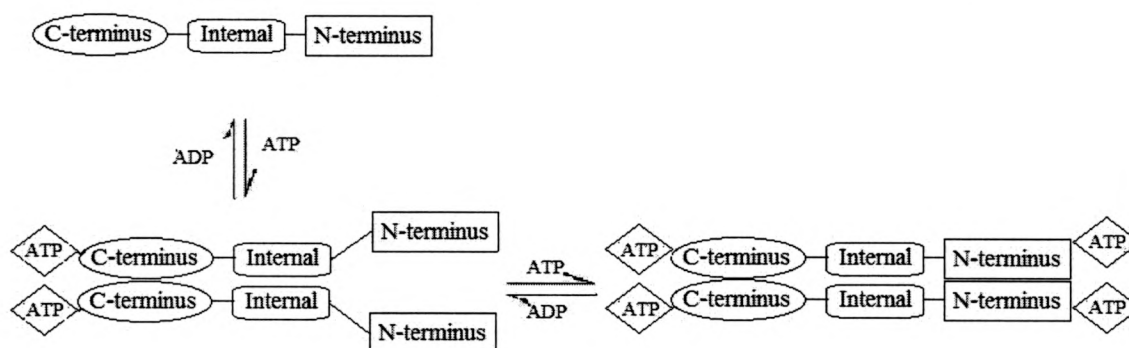 C-terminus Internal N-terminus
ADP ATP
N-terminus
ATP C-terminus Internal
ATP C-terminus Internal
N-terminus
ATP
ADP
ATP C-terminus Internal N-terminus ATP
ATP C-terminus Internal N-terminus ATP